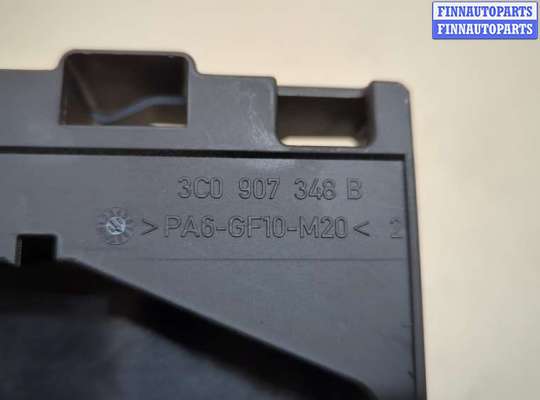 FINNAUTOPARTS
FINNAUTOPARTS
3C0 907 348 B
>PA6-GF10-M20< 2